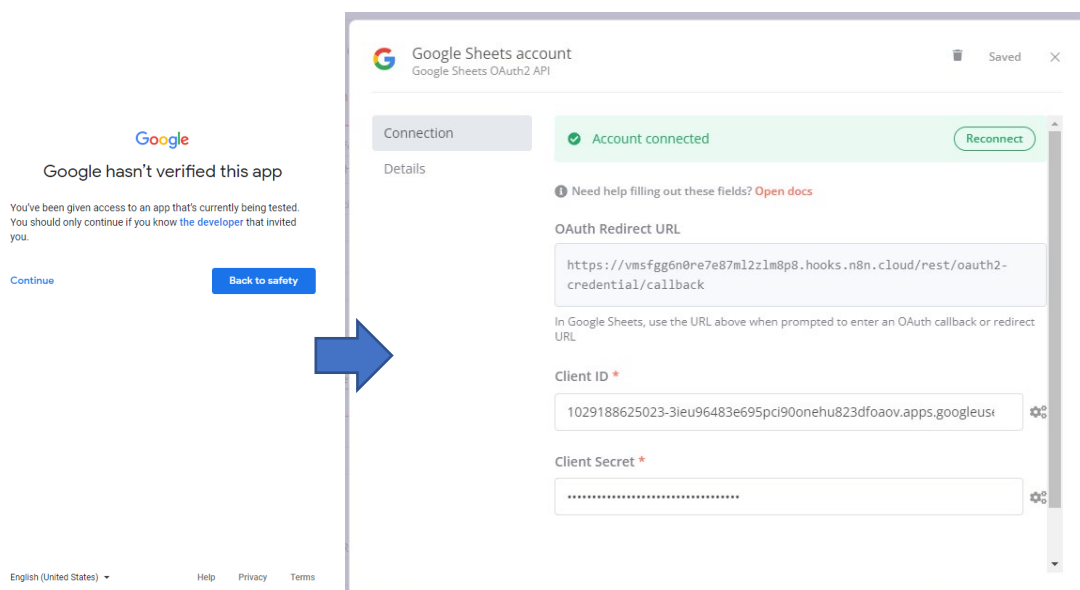 Google
Google hasn’t verified this app
You’ve been given access to an app that’s currently being tested.
You should only continue if you know the developer that invited
you.
Continue
Back to safety
English (United States)
Help
Privacy
Terms
Google Sheets account
Google Sheets OAuth2 API
Saved
Connection
Details
Account connected
Reconnect
Need help filling out these fields? Open docs
OAuth Redirect URL
https://vmsfgg6n0re7e87ml2zlm8p8.hooks.n8n.cloud/rest/oauth2-
credential/callback
In Google Sheets, use the URL above when prompted to enter an OAuth callback or redirect
URL
Client ID *
1029188625023-3ieu96483e695pci90onehu823dfoaov.apps.googleuse
Client Secret *